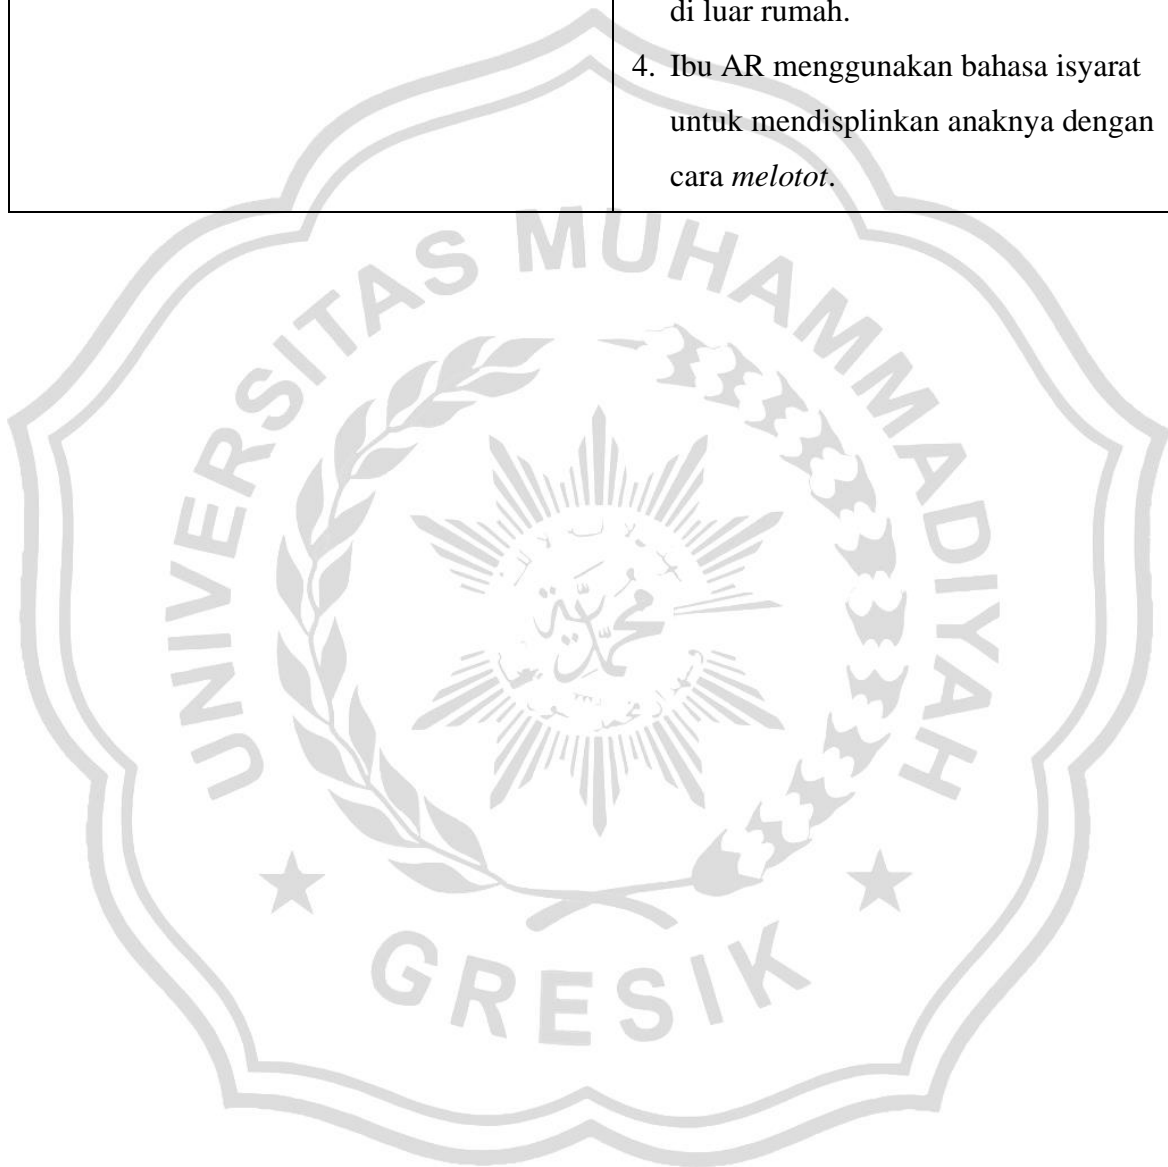 di luar rumah.
4. Ibu AR menggunakan bahasa isyarat
untuk mendisplinkan anaknya dengan
cara melotot.
UNIVERSITAS MUHAMMADIYAH
GRESIK